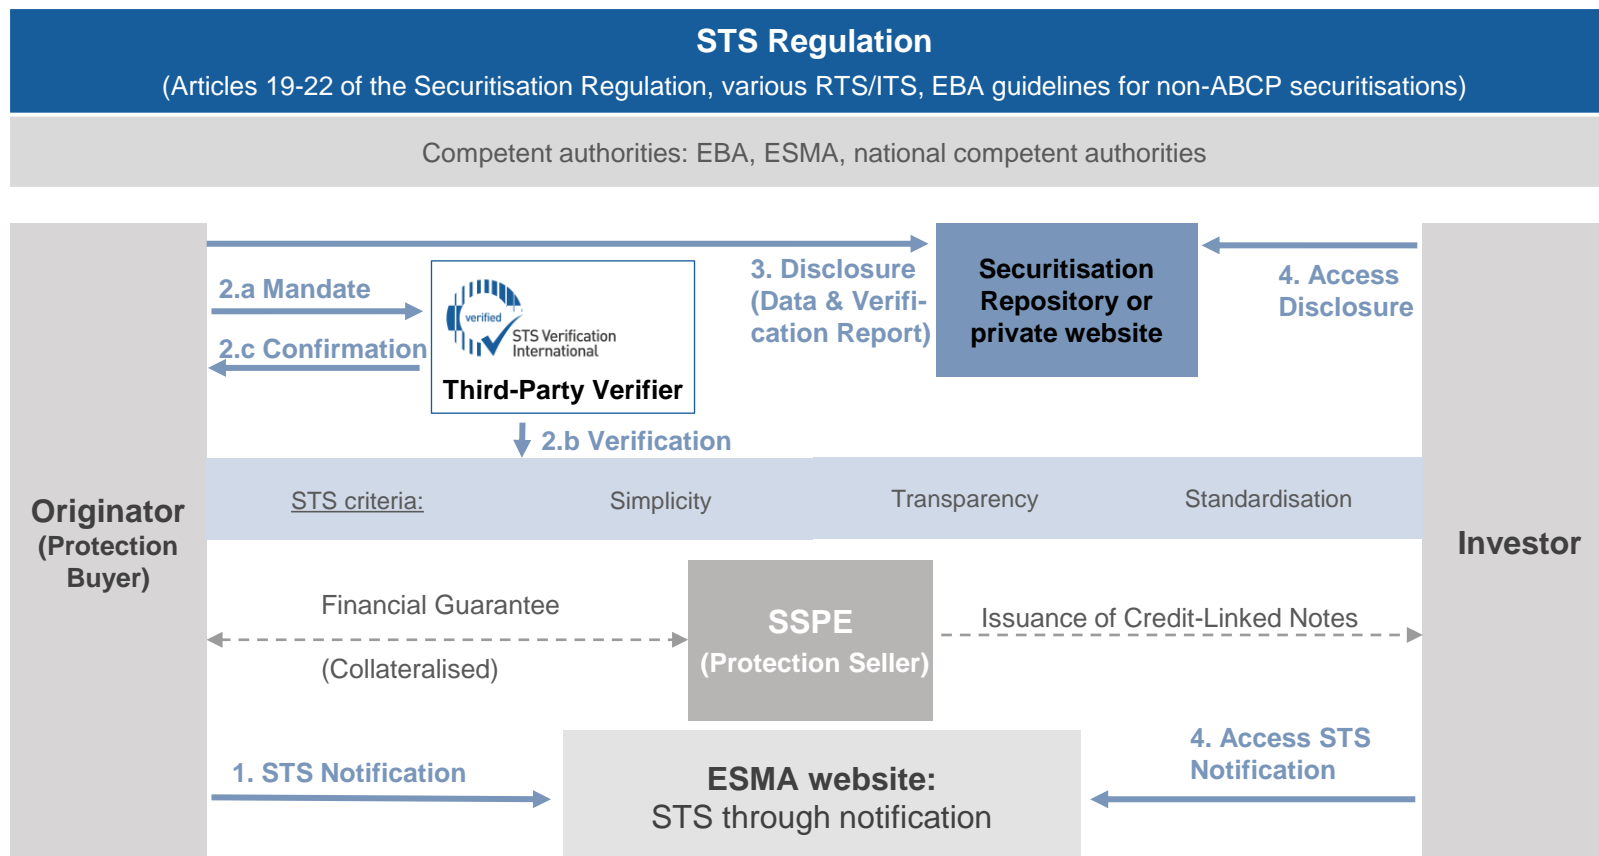 STS Regulation
(Articles 19-22 of the Securitisation Regulation, various RTS/ITS, EBA guidelines for non-ABCP securitisations)
Competent authorities: EBA, ESMA, national competent authorities
Originator
(Protection
Buyer)
2.a Mandate
2.c Confirmation
verified
STS Verification
International
Third-Party Verifier
2.b Verification
3. Disclosure
(Data & Verifi-
cation Report)
Securitisation
Repository or
private website
4. Access
Disclosure
Investor
STS criteria:
Simplicity
Transparency
Standardisation
Financial Guarantee
(Collateralised)
SSPE
(Protection Seller)
Issuance of Credit-Linked Notes
1. STS Notification
ESMA website:
STS through notification
4. Access STS
Notification